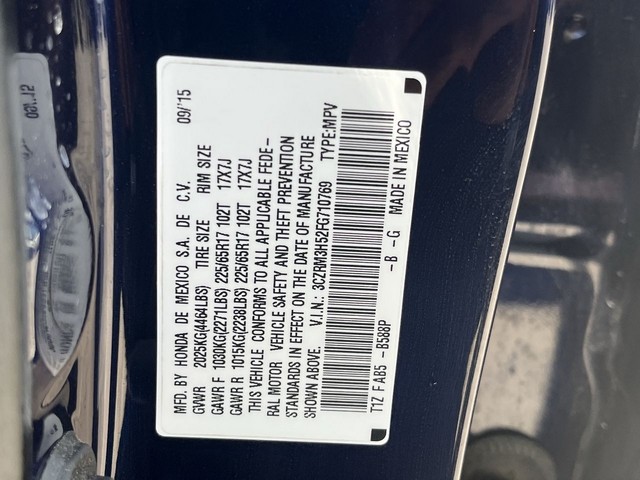 MFD. BY HONDA DE MEXICO S.A. DE C.V. 09/'15
GVWR 2025KG(4464LBS) TIRE SIZE RIM SIZE
GAWR F 1030KG(2271LBS) 225/65R17 102T 17X7J
GAWR R 1015KG(2238LBS) 225/65R17 102T 17X7J
THIS VEHICLE CONFORMS TO ALL APPLICABLE FEDE-
RAL MOTOR VEHICLE SAFETY AND THEFT PREVENTION
STANDARDS IN EFFECT ON THE DATE OF MANUFACTURE
SHOWN ABOVE. V.I.N.: 3CZRM3H52FG710769 TYPE:MPV
T1Z FAB5 -B588P -B -G MADE IN MEXICO